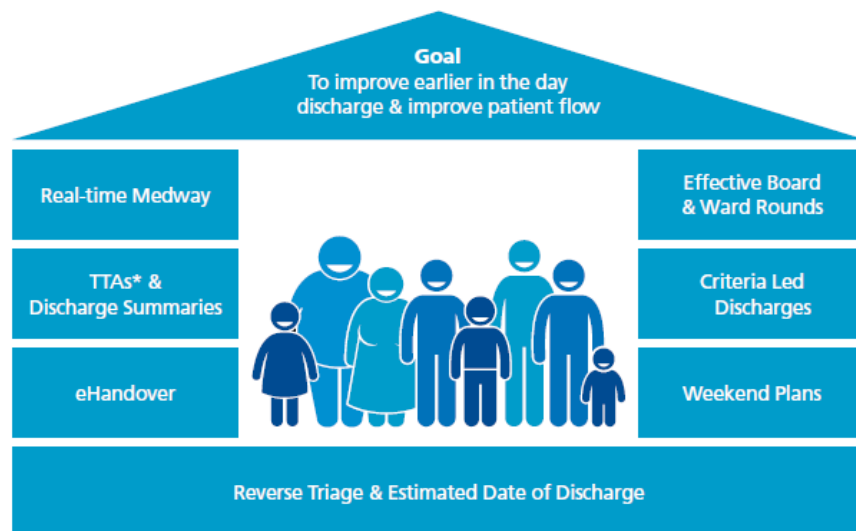 Goal
To improve earlier in the day
discharge & improve patient flow
Real-time Medway
Effective Board
& Ward Rounds
TTAs* &
Discharge Summaries
Criteria Led
Discharges
eHandover
Weekend Plans
Reverse Triage & Estimated Date of Discharge